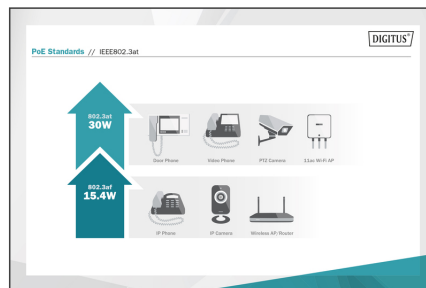 DIGITUS®
PoE Standards // IEEE802.3at
802.3at
30W
Door Phone Video Phone PTZ Camera 11ac Wi-Fi AP
802.3af
15.4W
IP Phone IP Camera Wireless AP/Router